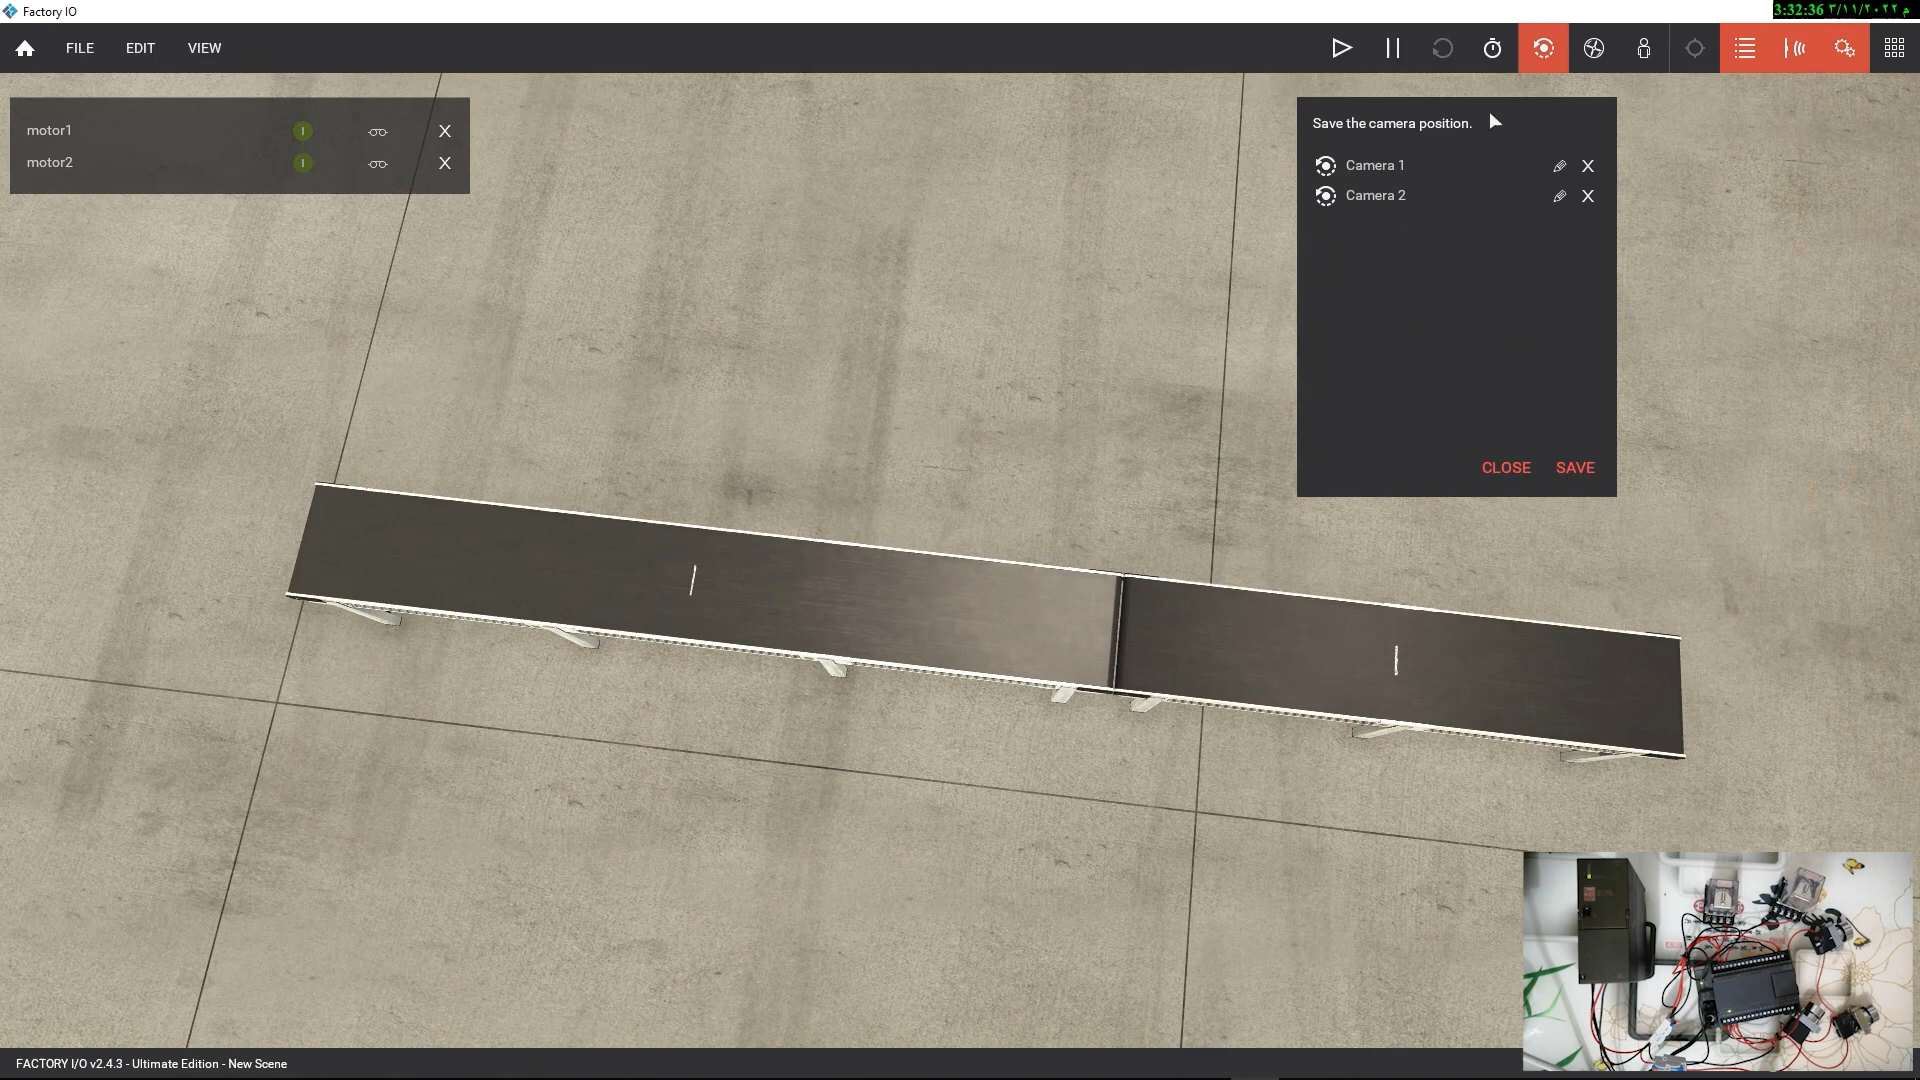 Factory IO
3:32:36 م ٣/١١/٢٠٢٢
FILE EDIT VIEW
motor1
motor2
Save the camera position.
Camera 1
Camera 2
CLOSE SAVE
FACTORY I/O v2.4.3 - Ultimate Edition - New Scene